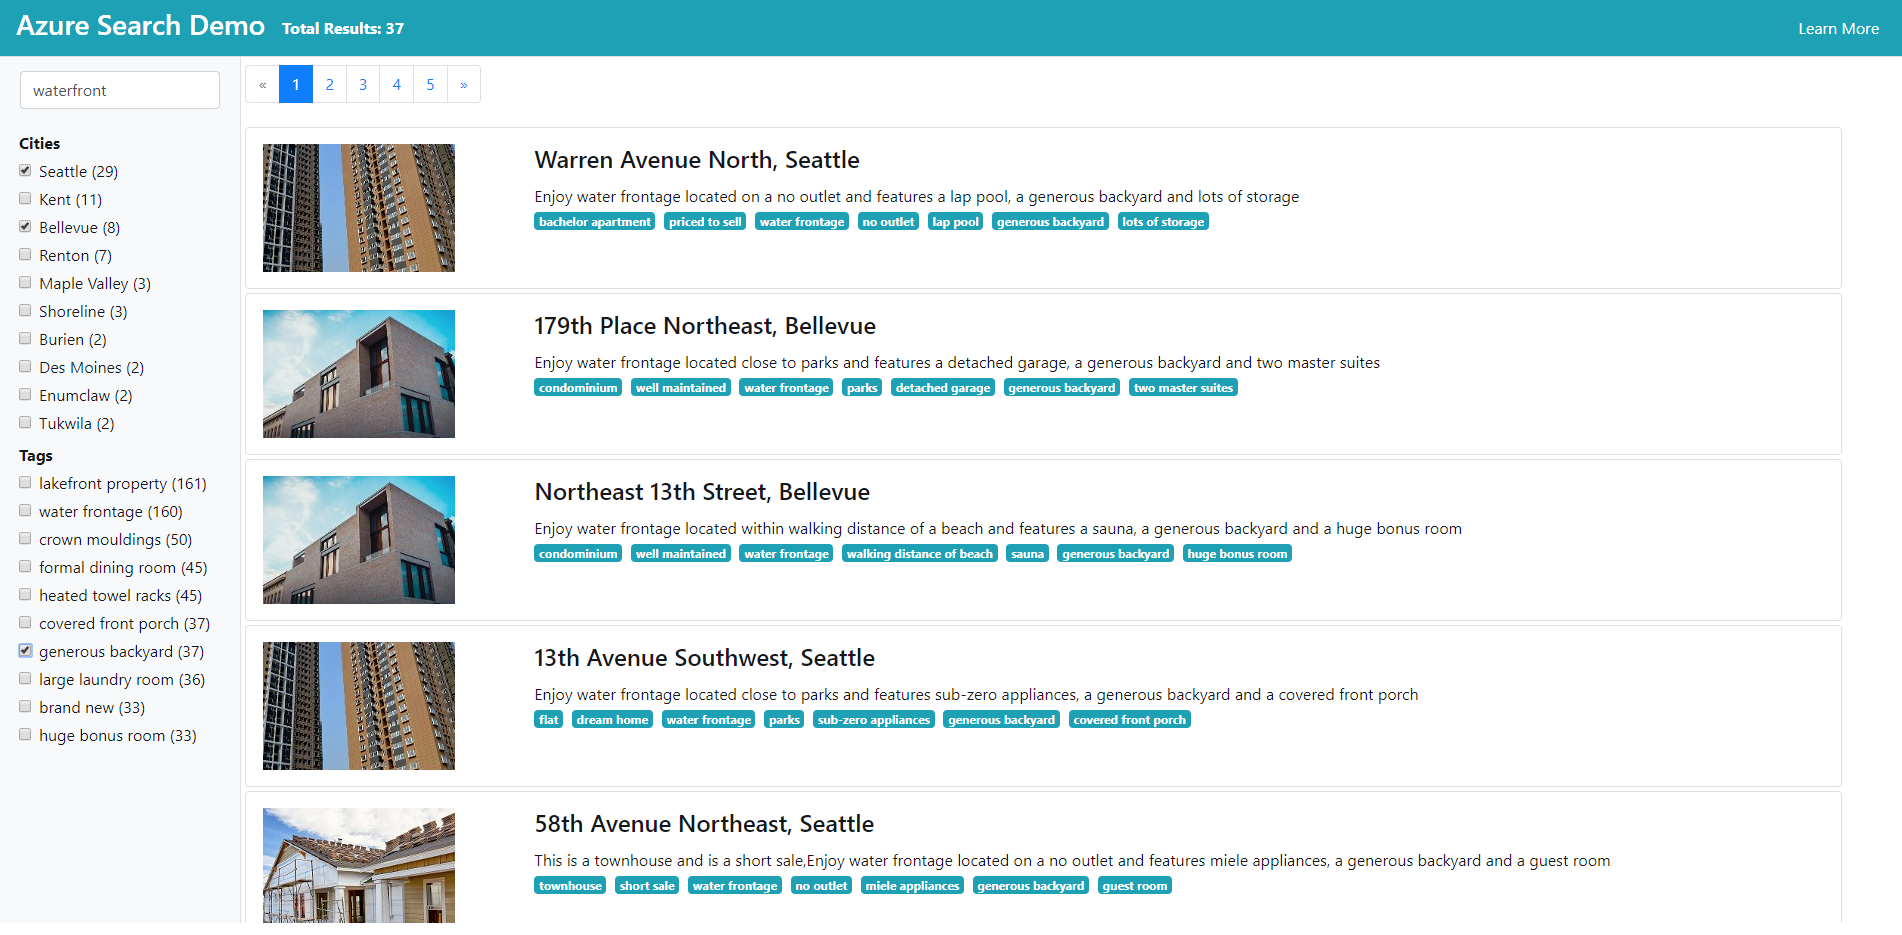 Azure Search Demo Total Results: 37 Learn More
waterfront
Cities
Seattle (29)
Kent (11)
Bellevue (8)
Renton (7)
Maple Valley (3)
Shoreline (3)
Burien (2)
Des Moines (2)
Enumclaw (2)
Tukwila (2)
Tags
lakefront property (161)
water frontage (160)
crown mouldings (50)
formal dining room (45)
heated towel racks (45)
covered front porch (37)
generous backyard (37)
large laundry room (36)
brand new (33)
huge bonus room (33)
« 1 2 3 4 5 »
Warren Avenue North, Seattle
Enjoy water frontage located on a no outlet and features a lap pool, a generous backyard and lots of storage
bachelor apartment priced to sell water frontage no outlet lap pool generous backyard lots of storage
179th Place Northeast, Bellevue
Enjoy water frontage located close to parks and features a detached garage, a generous backyard and two master suites
condominium well maintained water frontage parks detached garage generous backyard two master suites
Northeast 13th Street, Bellevue
Enjoy water frontage located within walking distance of a beach and features a sauna, a generous backyard and a huge bonus room
condominium well maintained water frontage walking distance of beach sauna generous backyard huge bonus room
13th Avenue Southwest, Seattle
Enjoy water frontage located close to parks and features sub-zero appliances, a generous backyard and a covered front porch
flat dream home water frontage parks sub-zero appliances generous backyard covered front porch
58th Avenue Northeast, Seattle
This is a townhouse and is a short sale,Enjoy water frontage located on a no outlet and features miele appliances, a generous backyard and a guest room
townhouse short sale water frontage no outlet miele appliances generous backyard guest room